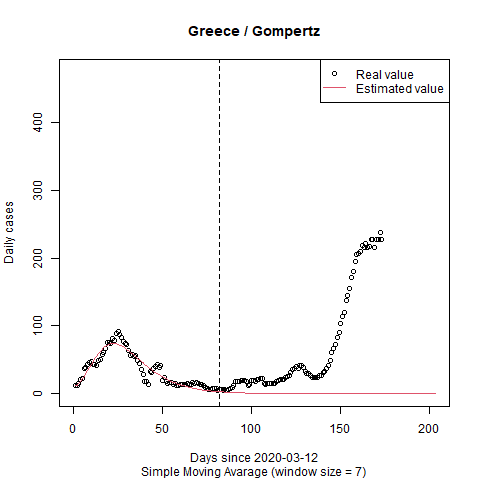 Greece / Gompertz
Real value
Estimated value
Daily cases
400
300
200
100
0
0 50 100 150 200
Days since 2020-03-12
Simple Moving Avarage (window size = 7)